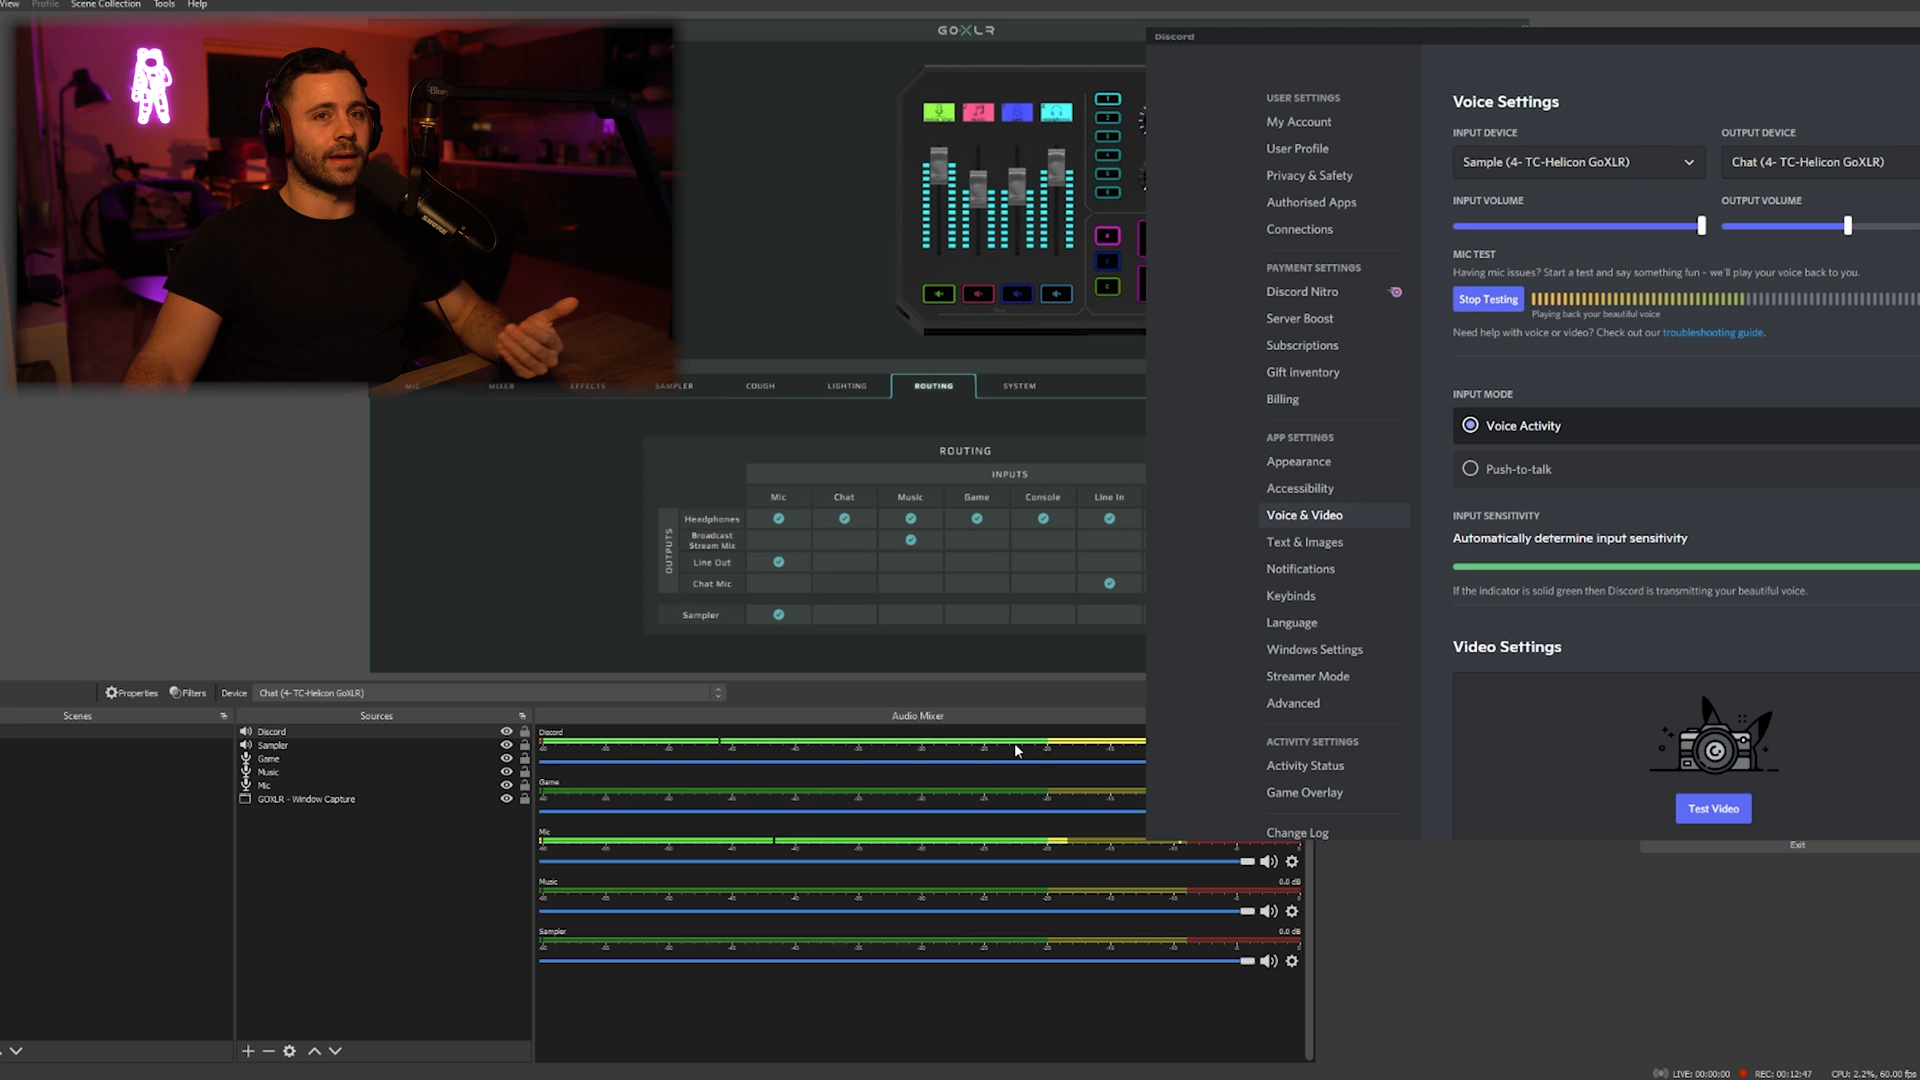 View
Profile
Scene Collection
Tools
Help
GOXLR
Blue
SHURE
MIC
MIXER
EFFECTS
SAMPLER
COUGH
LIGHTING
ROUTING
SYSTEM
ROUTING
INPUTS
Mic
Chat
Music
Game
Console
Line In
OUTPUTS
Headphones
Broadcast
Stream Mix
Line Out
Chat Mic
Sampler
Discord
USER SETTINGS
My Account
User Profile
Privacy & Safety
Authorised Apps
Connections
PAYMENT SETTINGS
Discord Nitro
Server Boost
Subscriptions
Gift inventory
Billing
APP SETTINGS
Appearance
Accessibility
Voice & Video
Text & Images
Notifications
Keybinds
Language
Windows Settings
Streamer Mode
Advanced
ACTIVITY SETTINGS
Activity Status
Game Overlay
Change Log
Voice Settings
INPUT DEVICE
OUTPUT DEVICE
Sample (4- TC-Helicon GoXLR)
Chat (4- TC-Helicon GoXLR)
INPUT VOLUME
OUTPUT VOLUME
MIC TEST
Having mic issues? Start a test and say something fun – we'll play your voice back to you.
Stop Testing
Playing back your beautiful voice
Need help with voice or video? Check out our troubleshooting guide.
INPUT MODE
Voice Activity
Push-to-talk
INPUT SENSITIVITY
Automatically determine input sensitivity
If the indicator is solid green then Discord is transmitting your beautiful voice.
Video Settings
Test Video
Exit
Properties
Filters
Device
Chat (4- TC-Helicon GoXLR)
Scenes
Sources
Audio Mixer
Discord
Sampler
Game
Music
Mic
GOXLR - Window Capture
Discord
Game
Mic
Music
0.0 dB
Sampler
0.0 dB
LIVE: 00:00:00
REC: 00:12:47
CPU: 2.2%, 60.00 fps